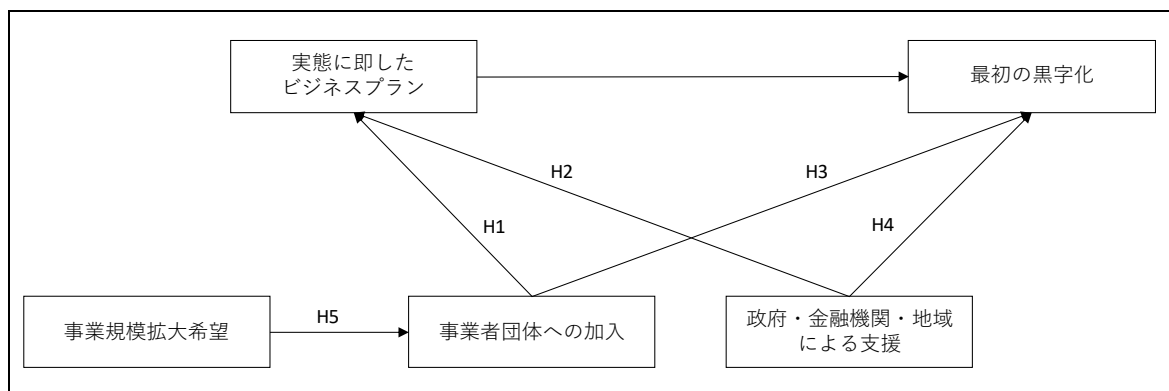 実態に即した
ビジネスプラン
最初の黒字化
H2
H3
H1
H4
事業規模拡大希望
H5
事業者団体への加入
政府・金融機関・地域
による支援